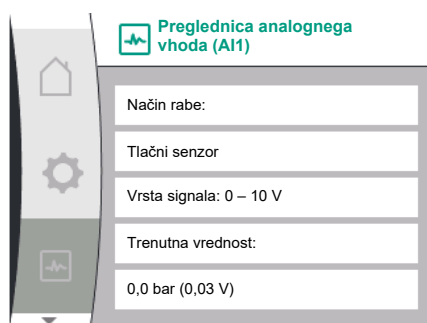 Preglednica analognega
vhoda (AI1)
Način rabe:
Tlačni senzor
Vrsta signala: 0 – 10 V
Trenutna vrednost:
0,0 bar (0,03 V)